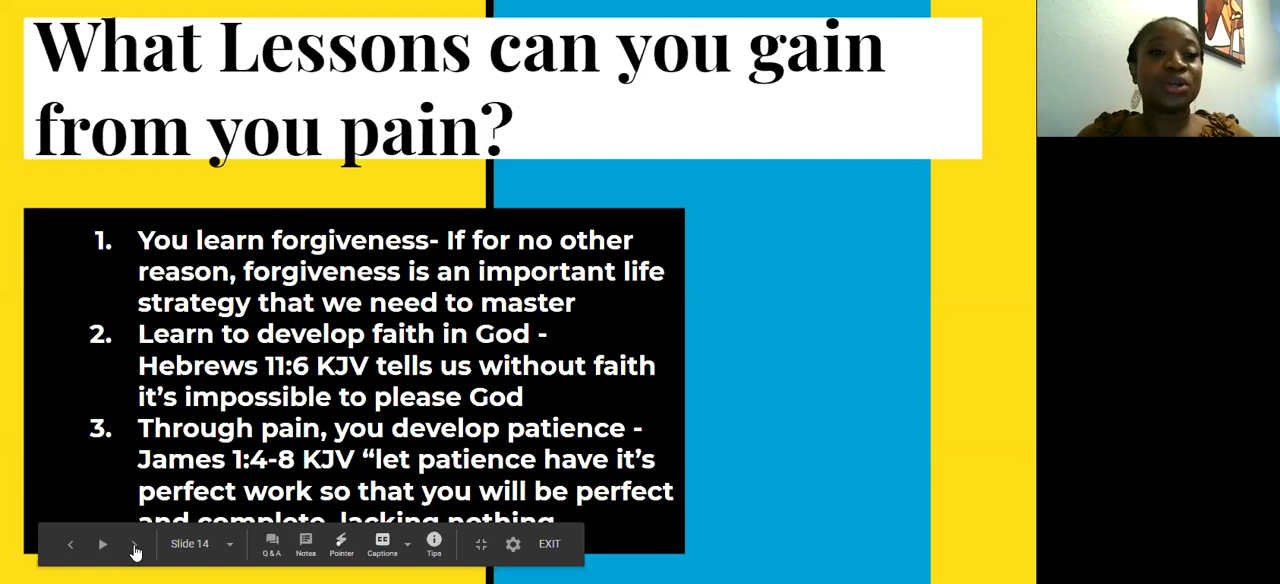 What Lessons can you gain
from you pain?
1. You learn forgiveness- If for no other
reason, forgiveness is an important life
strategy that we need to master
2. Learn to develop faith in God -
Hebrews 11:6 KJV tells us without faith
it’s impossible to please God
3. Through pain, you develop patience -
James 1:4-8 KJV “let patience have it’s
perfect work so that you will be perfect
and complete, lacking nothing
Slide 14
Q & A
Notes
Pointer
Captions
Tips
EXIT